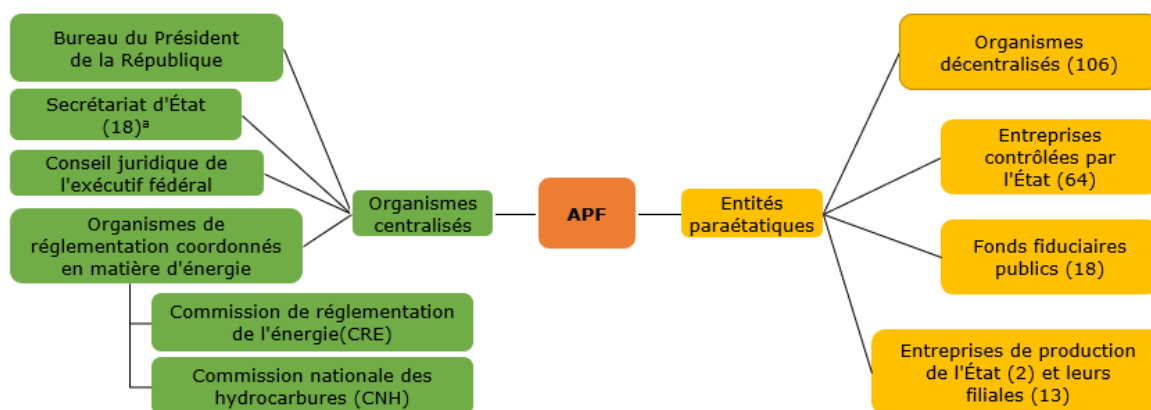 Bureau du Président
de la République
Secrétariat d'État
(18)ª
Conseil juridique de
l'exécutif fédéral
Organismes de
réglementation coordonnés
en matière d'énergie
Commission de réglementation
de l'énergie(CRE)
Commission nationale des
hydrocarbures (CNH)
Organismes
centralisés
APF
Entités
paraétatiques
Organismes
décentralisés (106)
Entreprises
contrôlées par
l'État (64)
Fonds fiduciaires
publics (18)
Entreprises de production
de l'État (2) et leurs
filiales (13)